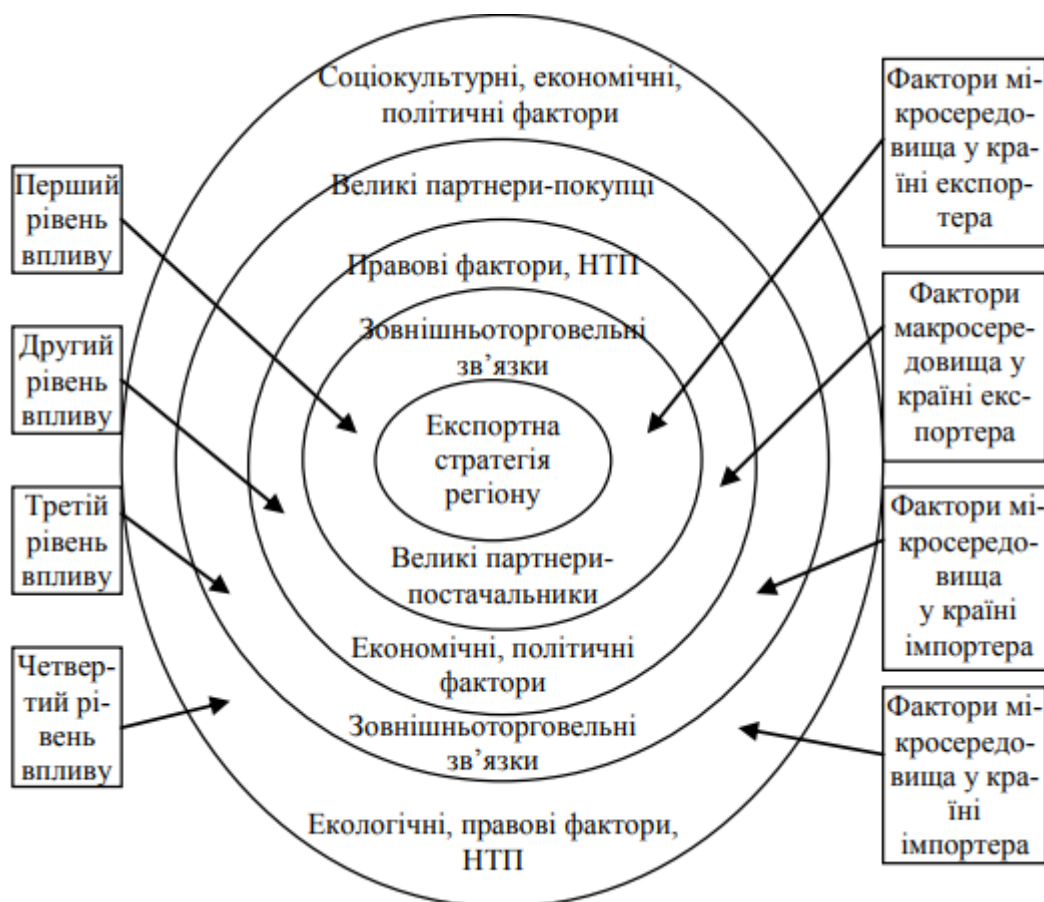 Соціокультурні, економічні,
політичні фактори
Великі партнери-покупці
Правові фактори, НТП
Зовнішньоторговельні
зв’язки
Експортна
стратегія
регіону
Великі партнери-
постачальники
Економічні, політичні
фактори
Зовнішньоторговельні
зв’язки
Екологічні, правові фактори,
НТП
Перший
рівень
впливу
Другий
рівень
впливу
Третій
рівень
впливу
Четвер-
тий рі-
вень
впливу
Фактори мі-
кросередо-
вища у кра-
їні експор-
тера
Фактори
макросере-
довища у
країні екс-
портера
Фактори мі-
кросередо-
вища
у країні
імпортера
Фактори мі-
кросередо-
вища у кра-
їні
імпортера